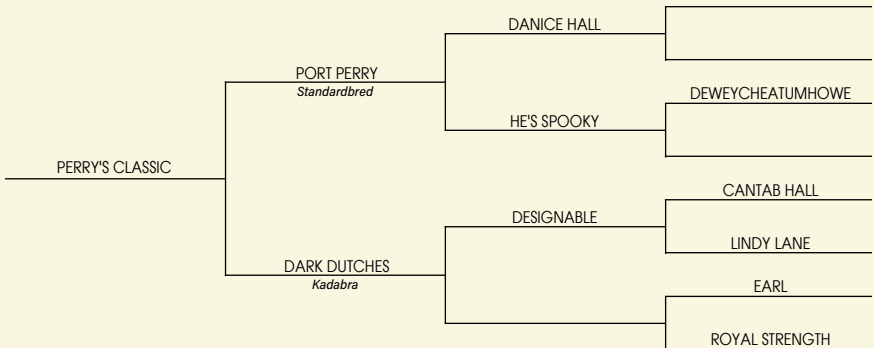 DANICE HALL
PORT PERRY
Standardbred
DEWEYCHEATUMHOWE
HE'S SPOOKY
PERRY'S CLASSIC
CANTAB HALL
DESIGNABLE
LINDY LANE
DARK DUTCHES
Kadabra
EARL
ROYAL STRENGTH